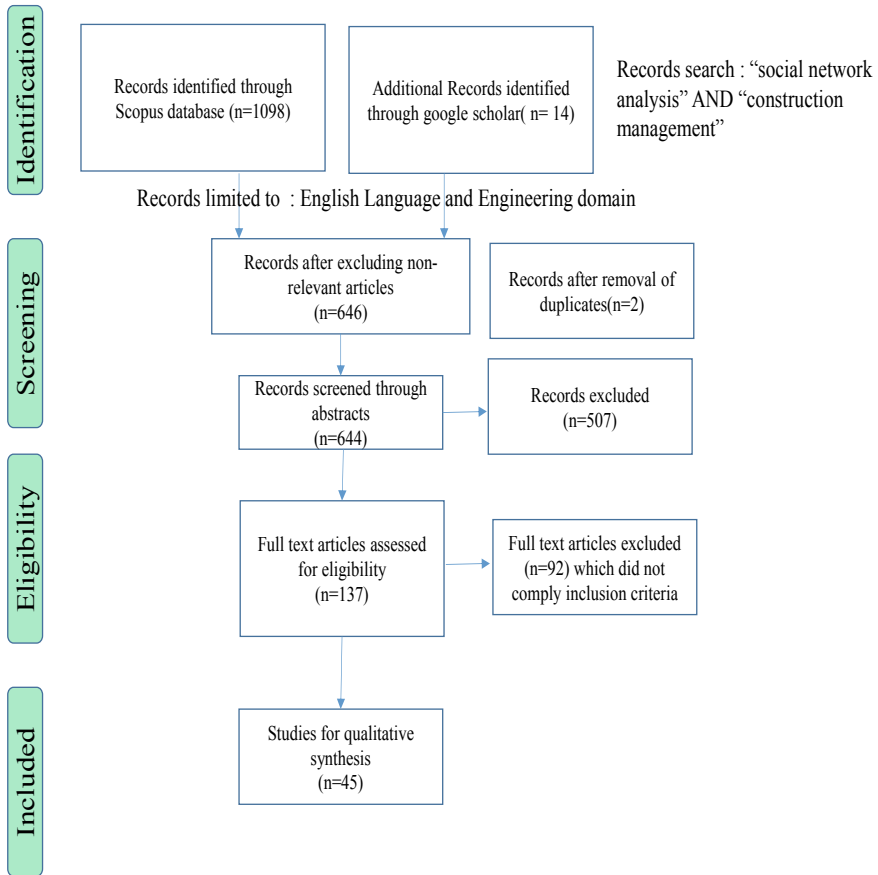 Identification
Records identified through
Scopus database (n=1098)
Additional Records identified
through google scholar( n= 14)
Records search : “social network
analysis” AND “construction
management”
Records limited to  : English Language and Engineering domain
Screening
Records after excluding non-
relevant articles
(n=646)
Records after removal of
duplicates(n=2)
Records screened through
abstracts
(n=644)
Records excluded
(n=507)
Eligibility
Full text articles assessed
for eligibility
(n=137)
Full text articles excluded
(n=92) which did not
comply inclusion criteria
Included
Studies for qualitative
synthesis
(n=45)